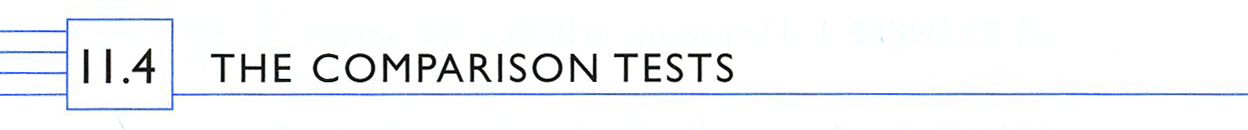 11.4 THE COMPARISON TESTS